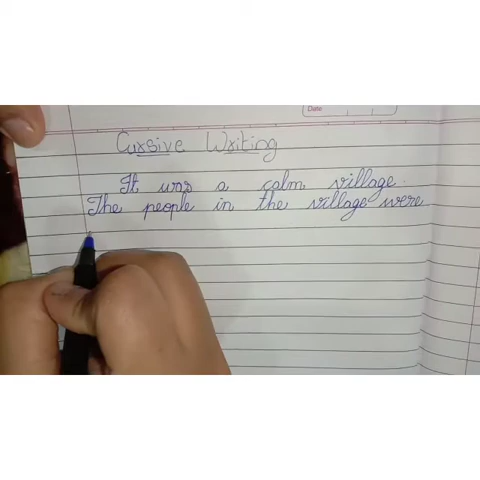 Date
Cursive Writing
It was a calm village.
The people in the village were